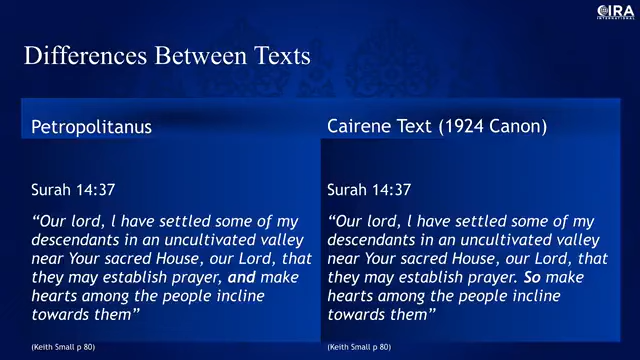 CIRA
INTERNATIONAL
Differences Between Texts
Petropolitanus
Surah 14:37
“Our lord, l have settled some of my
descendants in an uncultivated valley
near Your sacred House, our Lord, that
they may establish prayer, and make
hearts among the people incline
towards them”
(Keith Small p 80)
Cairene Text (1924 Canon)
Surah 14:37
“Our lord, l have settled some of my
descendants in an uncultivated valley
near Your sacred House, our Lord, that
they may establish prayer. So make
hearts among the people incline
towards them”
(Keith Small p 80)